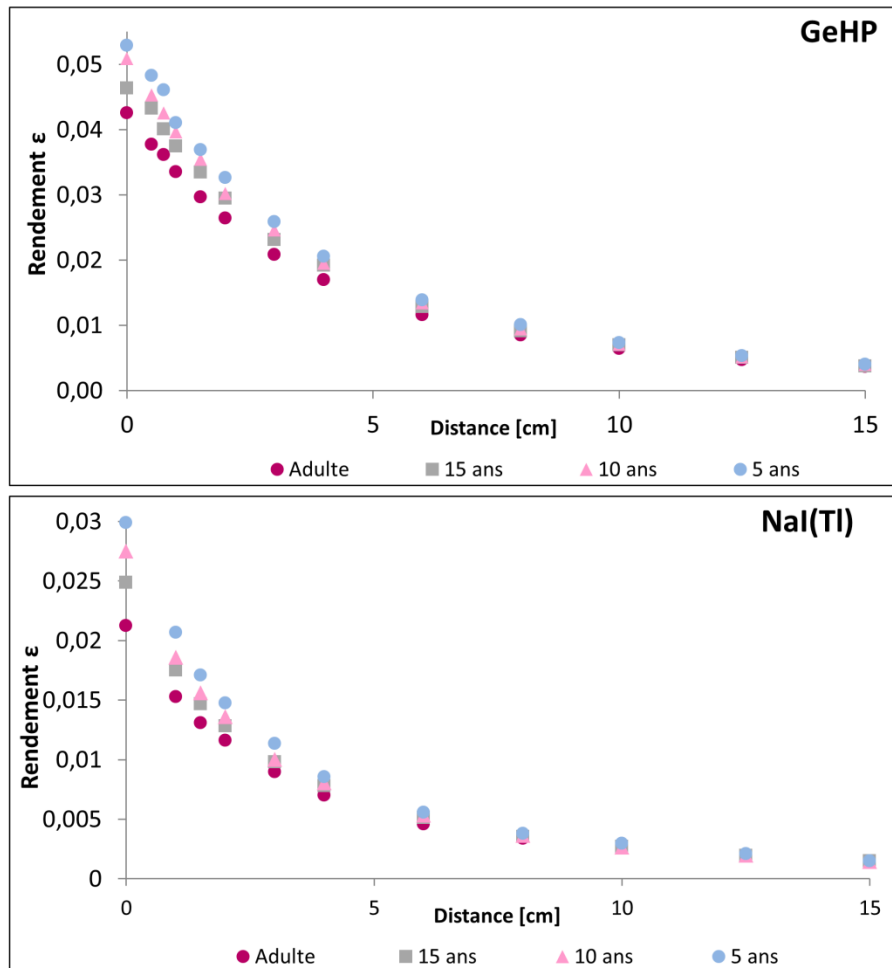 GeHP
Rendement ε
0,05
0,04
0,03
0,02
0,01
0,00
0 5 10 15
Distance [cm]
Adulte 15 ans 10 ans 5 ans
NaI(Tl)
Rendement ε
0,03
0,025
0,02
0,015
0,01
0,005
0
0 5 10 15
Distance [cm]
Adulte 15 ans 10 ans 5 ans